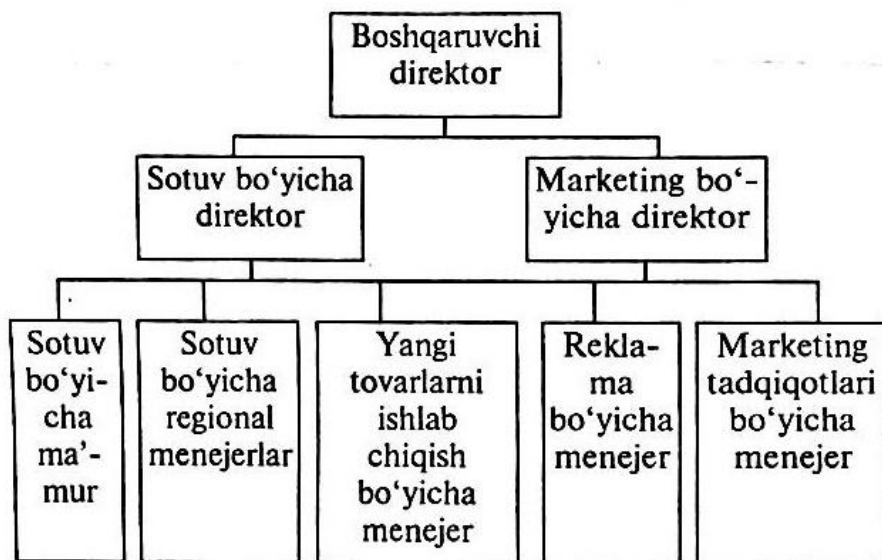 Boshqaruvchi
direktor
Sotuv bo‘yicha
direktor
Marketing bo‘-
yicha direktor
Sotuv
bo‘yi-
cha
ma’-
mur
Sotuv
bo‘yicha
regional
menejerlar
Yangi
tovarlarni
ishlab
chiqish
bo‘yicha
menejer
Rekla-
ma
bo‘yicha
menejer
Marketing
tadqiqotlari
bo‘yicha
menejer